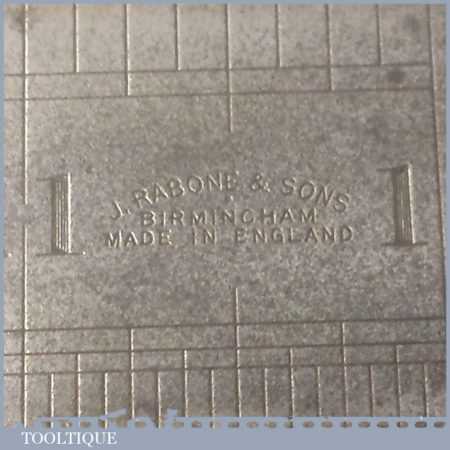 1 J. RABONE & SONS 1
BIRMINGHAM
MADE IN ENGLAND
TOOLTIQUE